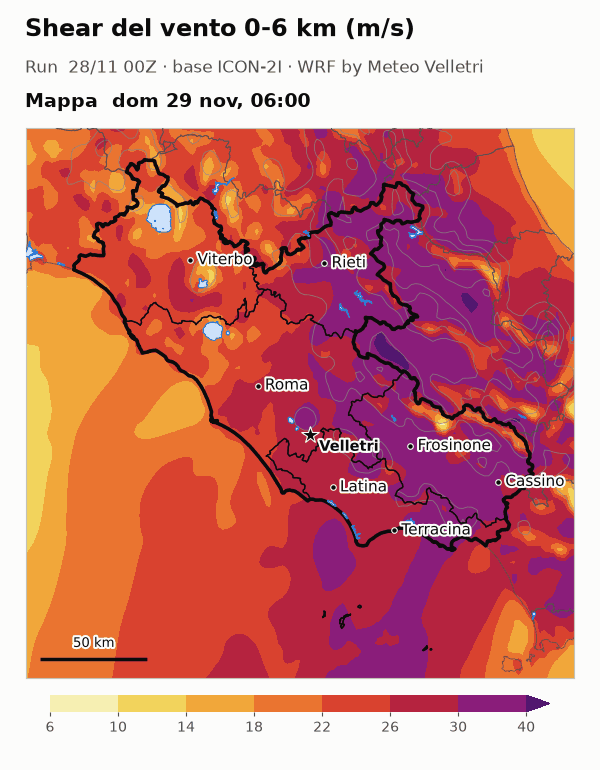 Shear del vento 0-6 km (m/s)
Run  28/11 00Z · base ICON-2I · WRF by Meteo Velletri
Mappa  dom 29 nov, 06:00
Viterbo
Rieti
Roma
Velletri
Frosinone
Latina
Cassino
Terracina
50 km
6 10 14 18 22 26 30 40